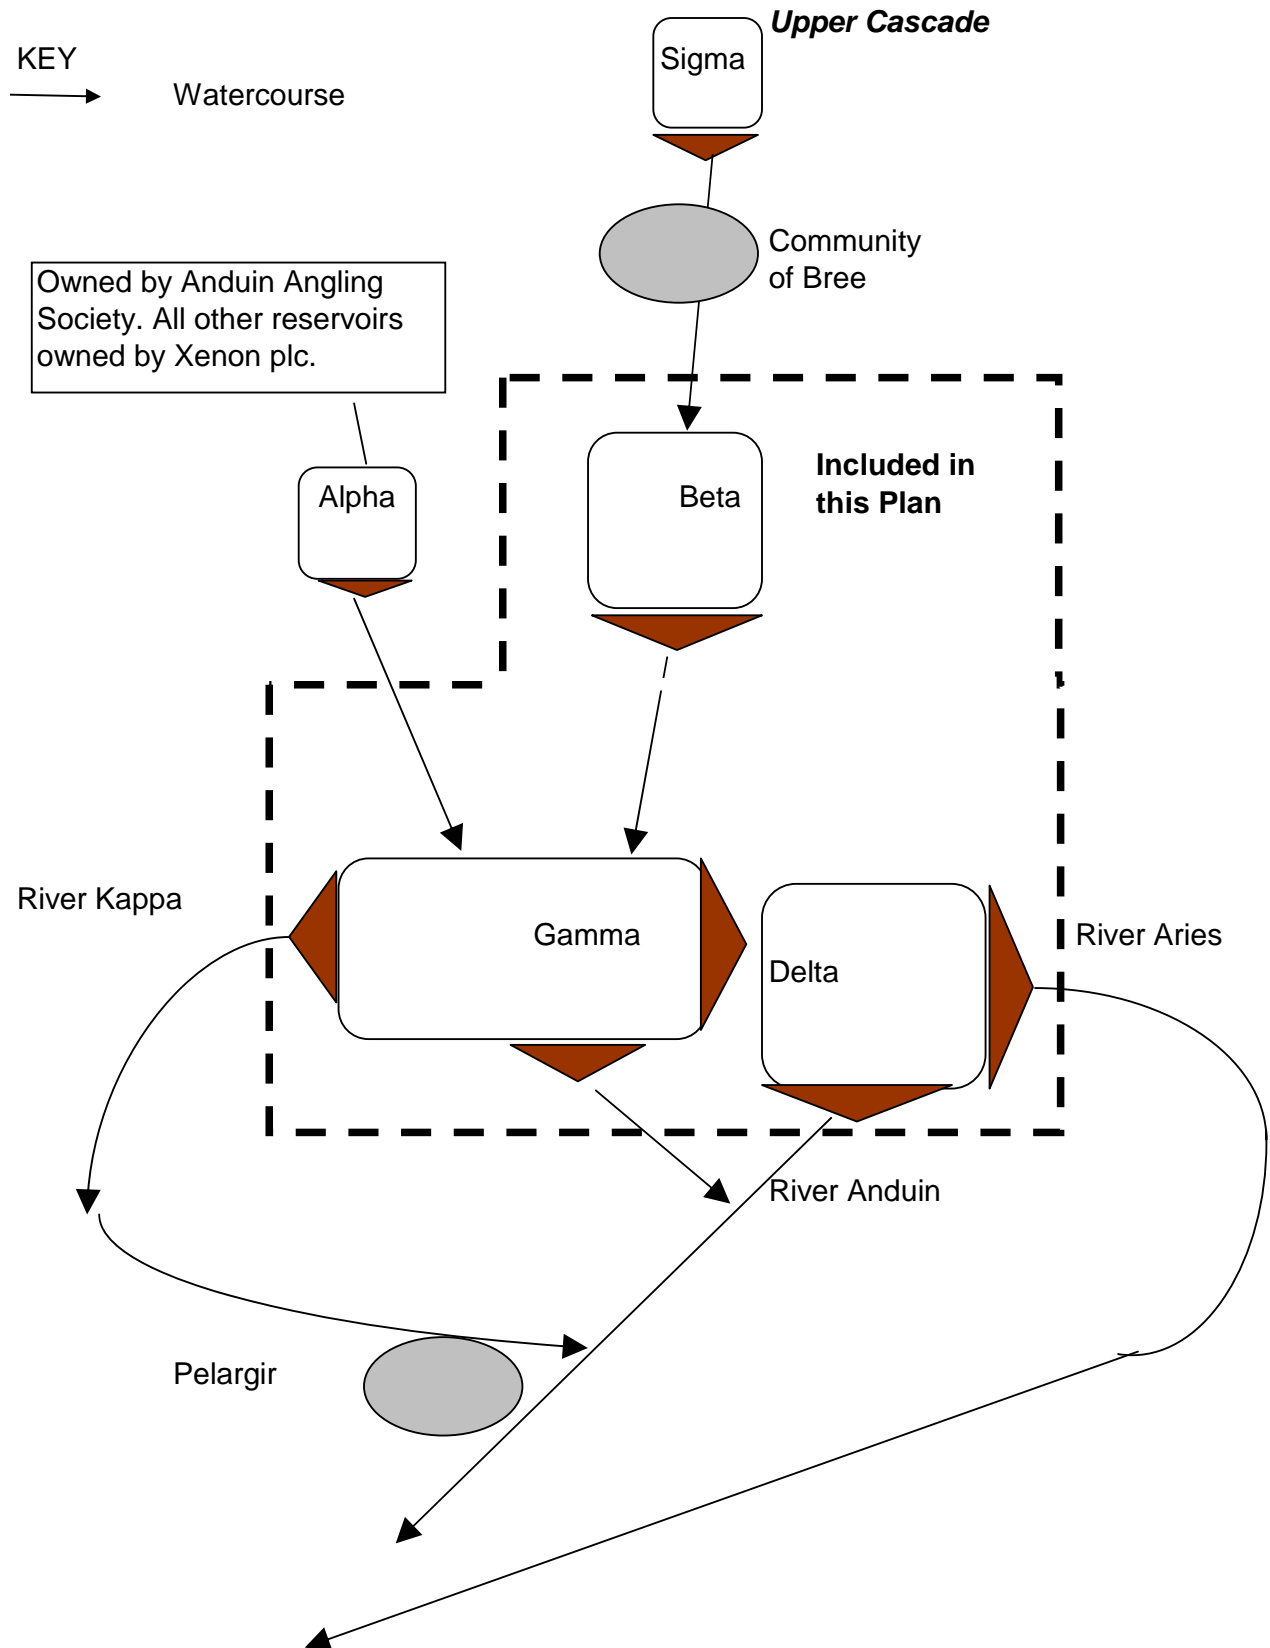 Upper Cascade
KEY
Sigma
Watercourse
Community
of Bree
Owned by Anduin Angling
Society. All other reservoirs
owned by Xenon plc.
Included in
this Plan
Alpha
Beta
River Kappa
Gamma
River Aries
Delta
River Anduin
Pelargir